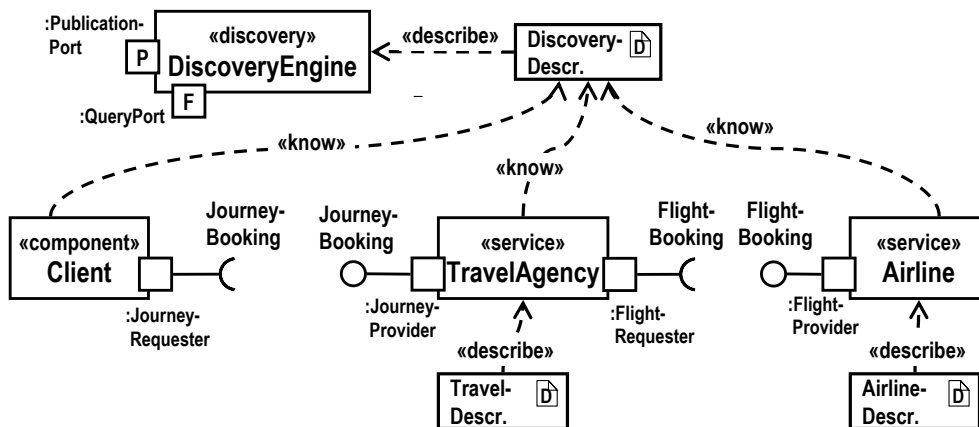 :Publication-
Port
P
«discovery»
DiscoveryEngine
F
:QueryPort
«describe»
Discovery-
Descr.
D
«know»
«know»
«know»
«component»
Client
:Journey-
Requester
Journey-
Booking
Journey-
Booking
:Journey-
Provider
«service»
TravelAgency
:Flight-
Requester
Flight-
Booking
Flight-
Booking
:Flight-
Provider
«service»
Airline
«describe»
Travel-
Descr.
D
«describe»
Airline-
Descr.
D